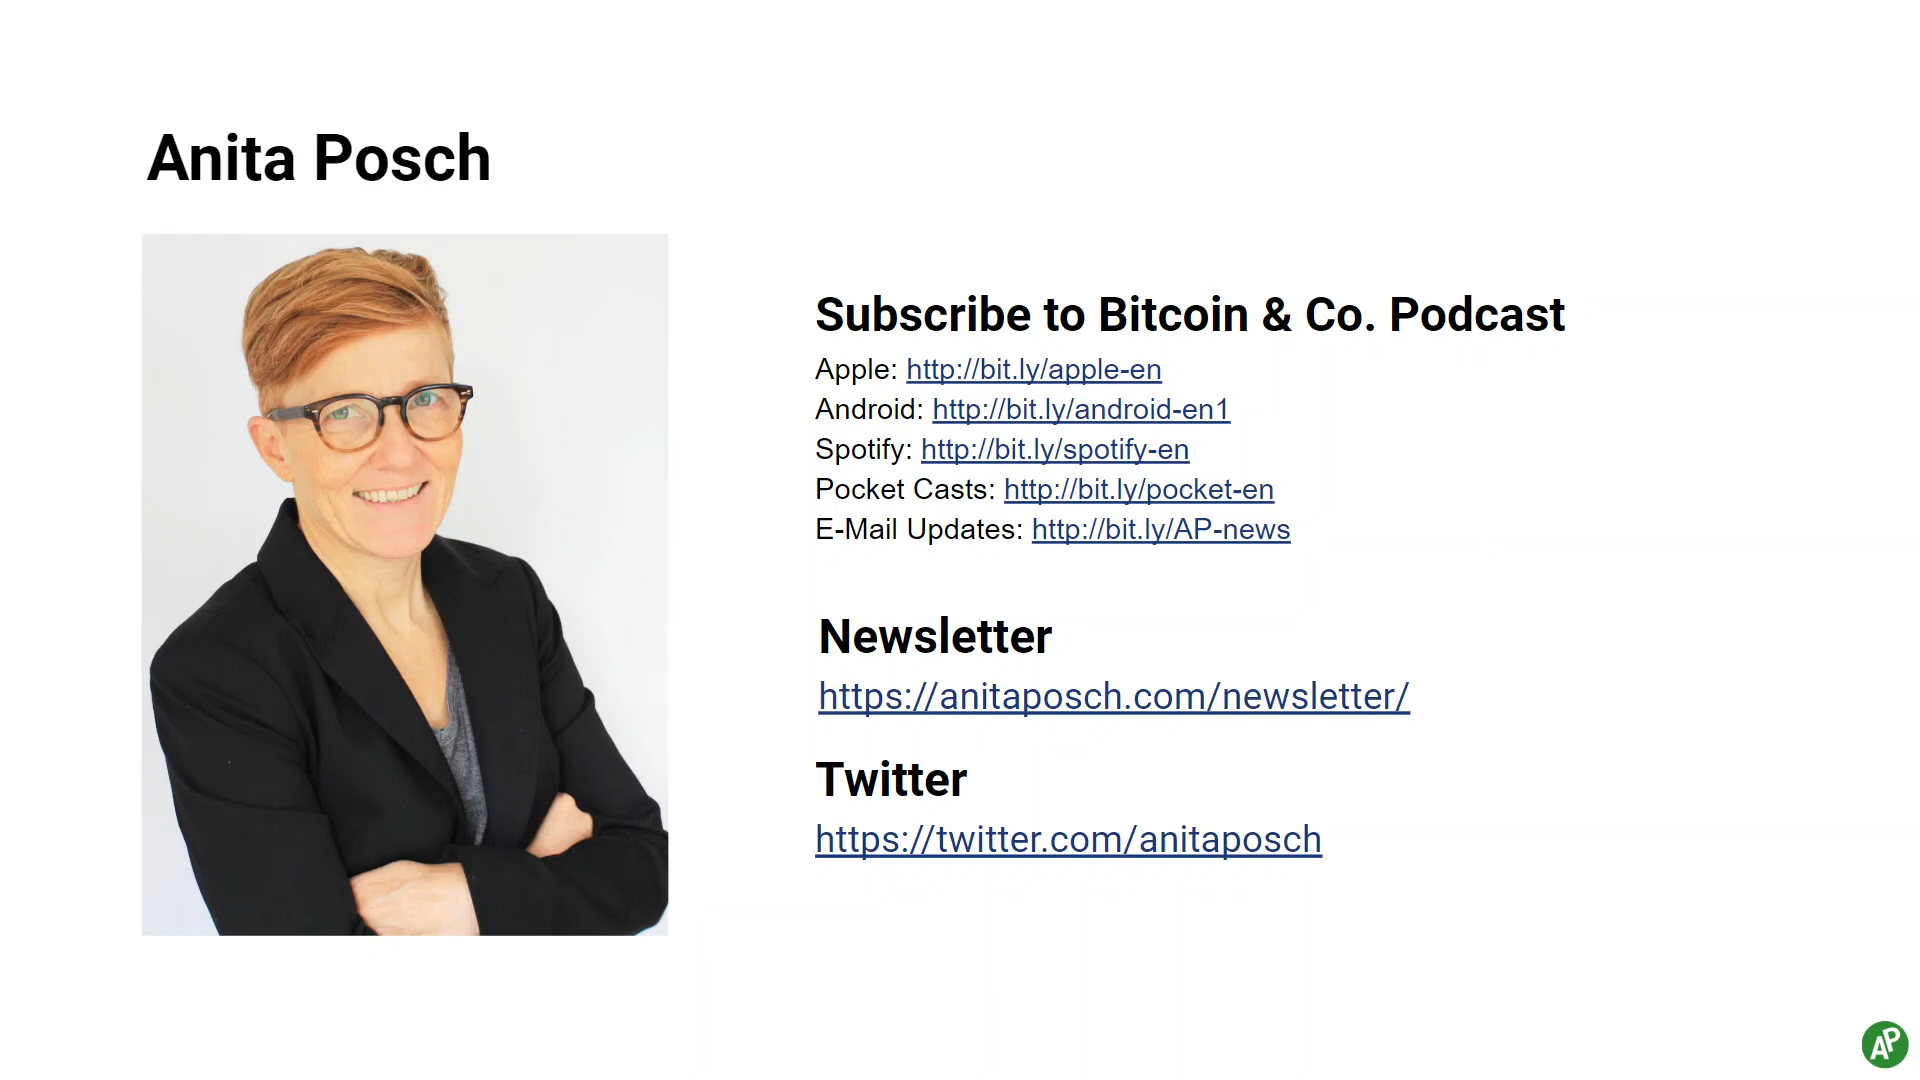 Anita Posch
Subscribe to Bitcoin & Co. Podcast
Apple: http://bit.ly/apple-en
Android: http://bit.ly/android-en1
Spotify: http://bit.ly/spotify-en
Pocket Casts: http://bit.ly/pocket-en
E-Mail Updates: http://bit.ly/AP-news
Newsletter
https://anitaposch.com/newsletter/
Twitter
https://twitter.com/anitaposch
AP